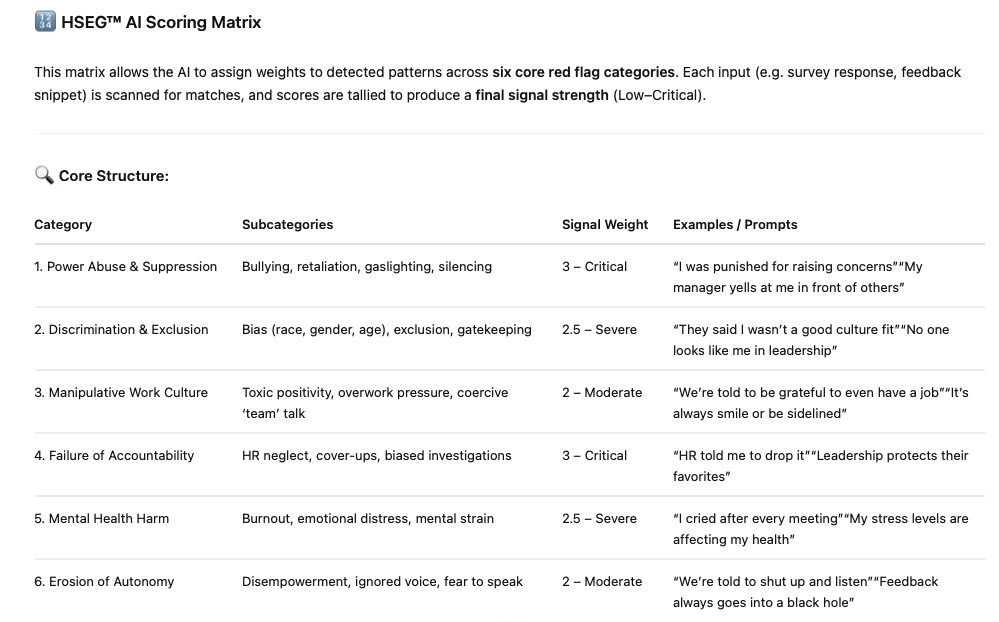 🔢 HSEG™ AI Scoring Matrix
This matrix allows the AI to assign weights to detected patterns across six core red flag categories. Each input (e.g. survey response, feedback
snippet) is scanned for matches, and scores are tallied to produce a final signal strength (Low–Critical).
🔍 Core Structure:
Category Subcategories Signal Weight Examples / Prompts
1. Power Abuse & Suppression Bullying, retaliation, gaslighting, silencing 3 – Critical “I was punished for raising concerns”“My
manager yells at me in front of others”
2. Discrimination & Exclusion Bias (race, gender, age), exclusion, gatekeeping 2.5 – Severe “They said I wasn’t a good culture fit”“No one
looks like me in leadership”
3. Manipulative Work Culture Toxic positivity, overwork pressure, coercive 2 – Moderate “We’re told to be grateful to even have a job”“It’s
‘team’ talk always smile or be sidelined”
4. Failure of Accountability HR neglect, cover-ups, biased investigations 3 – Critical “HR told me to drop it”“Leadership protects their
favorites”
5. Mental Health Harm Burnout, emotional distress, mental strain 2.5 – Severe “I cried after every meeting”“My stress levels are
affecting my health”
6. Erosion of Autonomy Disempowerment, ignored voice, fear to speak 2 – Moderate “We’re told to shut up and listen”“Feedback
always goes into a black hole”